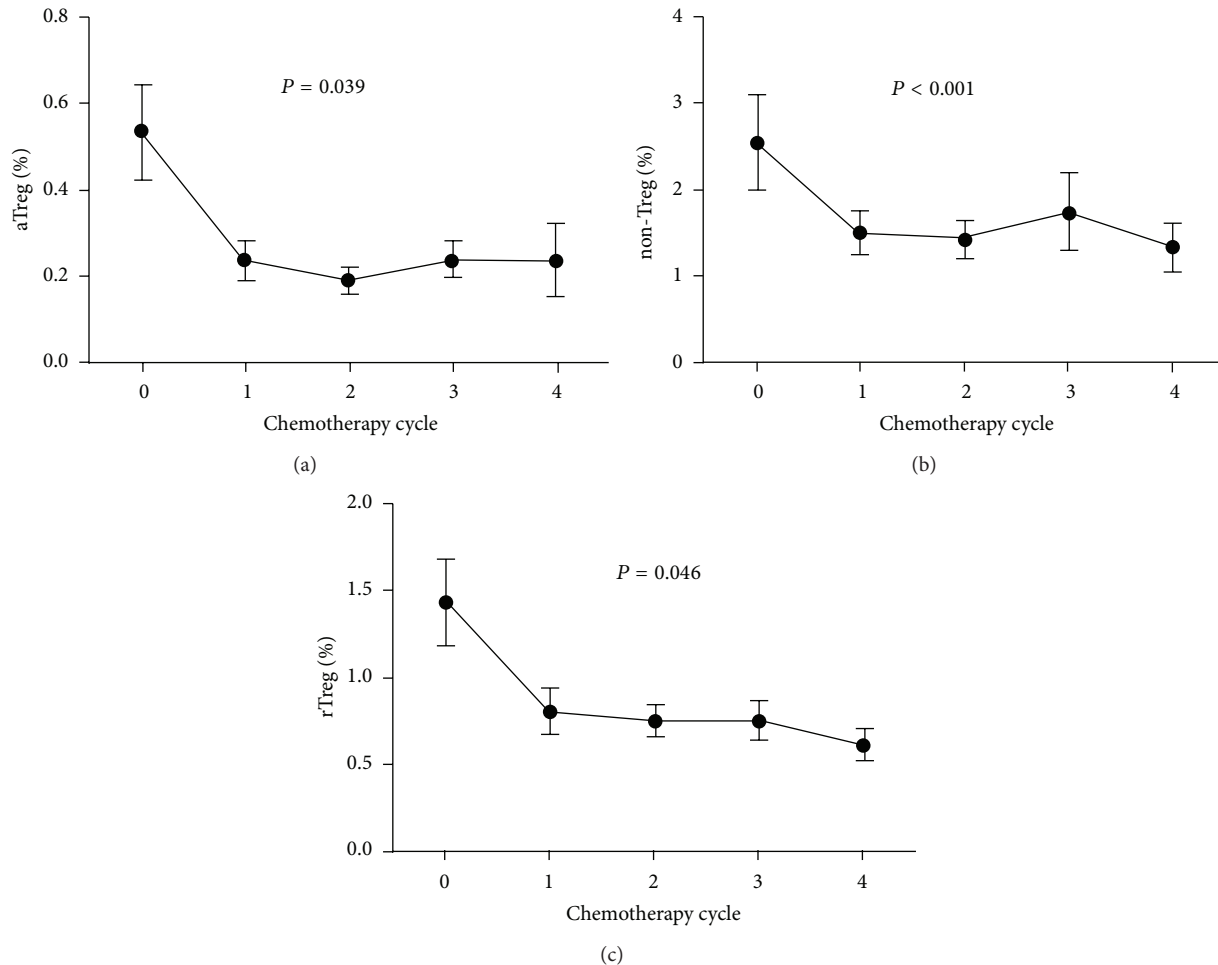 0.8
0.6
0.4
0.2
0.0
aTreg (%)
P = 0.039
0 1 2 3 4
Chemotherapy cycle
(a)
4
3
2
1
0
non-Treg (%)
P < 0.001
0 1 2 3 4
Chemotherapy cycle
(b)
2.0
1.5
1.0
0.5
0.0
rTreg (%)
P = 0.046
0 1 2 3 4
Chemotherapy cycle
(c)